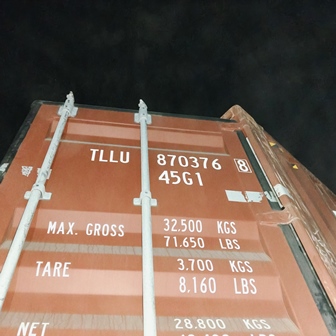 TLLU 870376 8
45G1
MAX. GROSS 32.500 KGS
71.650 LBS
TARE 3.700 KGS
8.160 LBS
NET 28.800 KGS